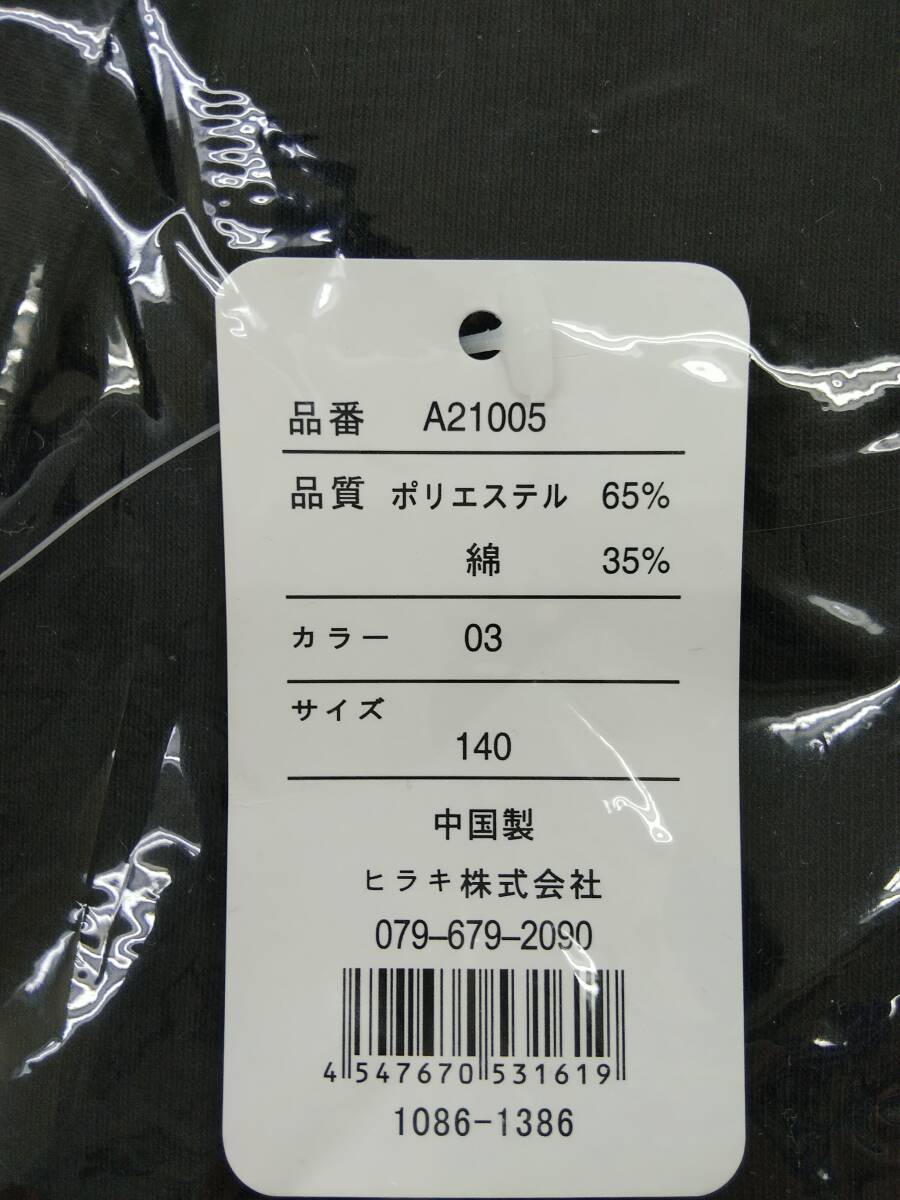 品番 A21005
品質 ポリエステル 65%
綿 35%
カラー 03
サイズ
140
中国製
ヒラキ株式会社
079-679-2090
4 547670 531619
1086-1386